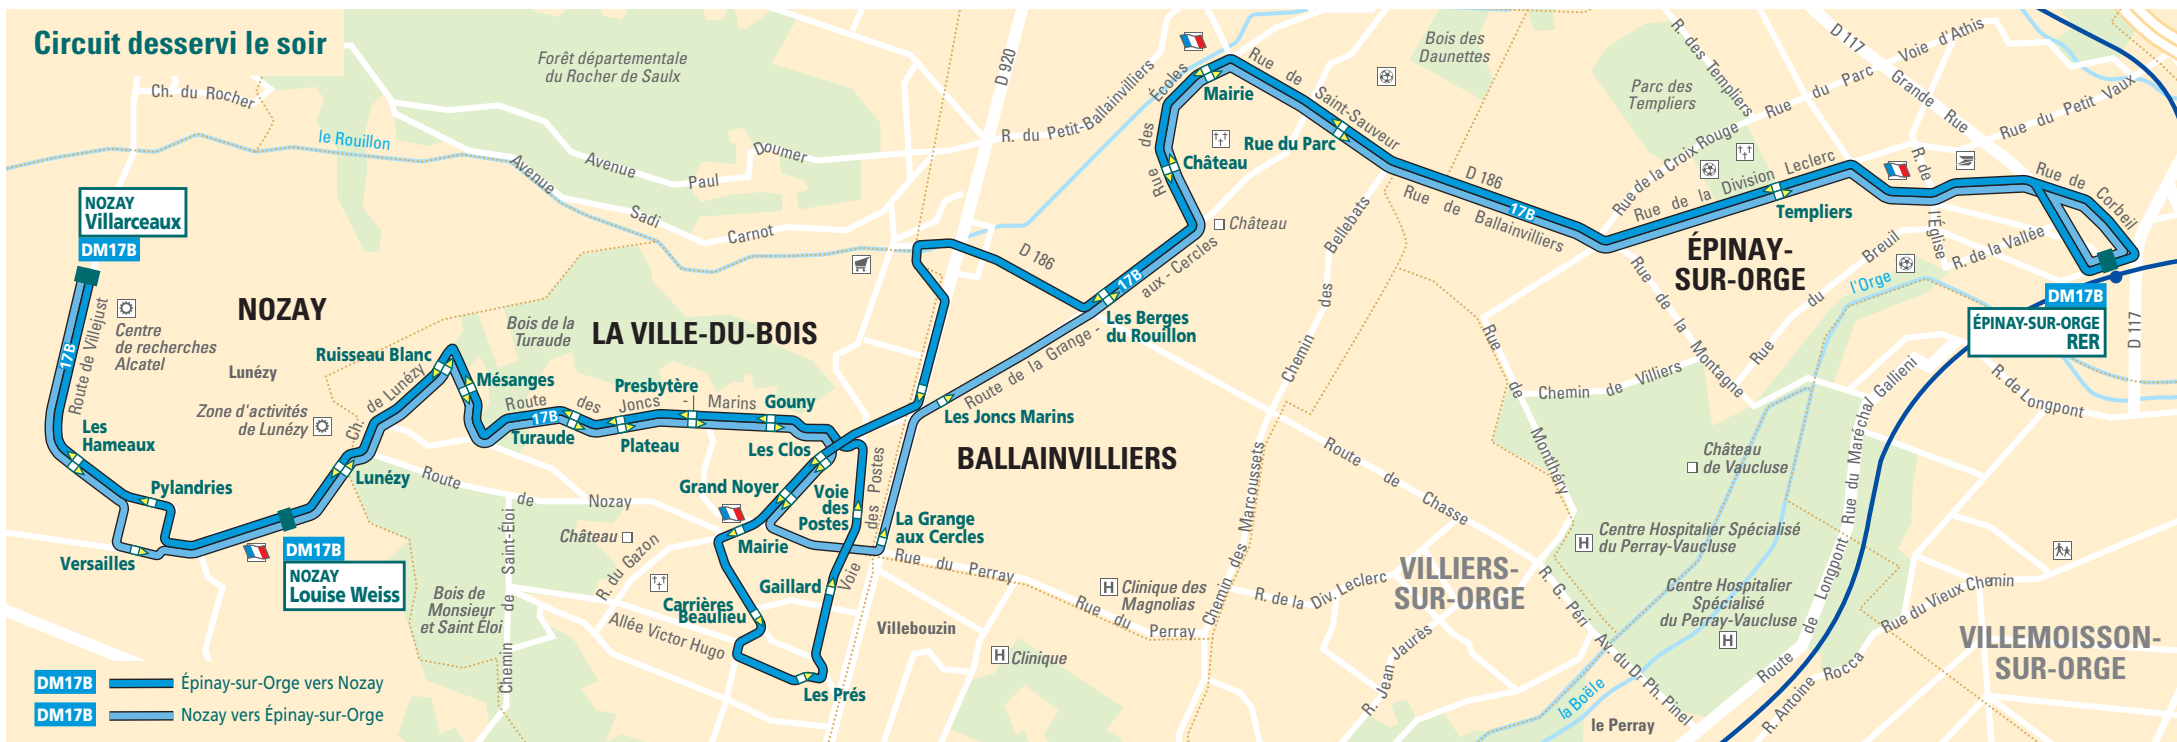 Circuit desservi le soir
Forêt départementale
du Rocher de Saulx
D 920
Ch. du Rocher
le Rouillon
Avenue
Paul
Doumer
Avenue
Sadi
Carnot
R. du Petit-Ballainvilliers
Rue
des
Écoles
Mairie
Rue de
Saint-Sauveur
Rue du Parc
Château
Château
Bois des
Daunettes
R. des Templiers
Parc des
Templiers
D 117
Voie d'Athis
Grande Rue
Rue du Parc
Rue du Petit Vaux
Rue de la Croix Rouge
Rue de la Division Leclerc
Templiers
R. de
l'Église
Rue de Corbeil
R. de la Vallée
D 186
17B
Rue de Ballainvilliers
ÉPINAY-
SUR-ORGE
Rue du Breuil
l'Orge
DM17B
ÉPINAY-SUR-ORGE
RER
D 117
R. de Longpont
NOZAY
Villarceaux
DM17B
17B
Route de Villejust
Centre
de recherches
Alcatel
NOZAY
Lunézy
Zone d'activités
de Lunézy
Les
Hameaux
Pylandries
Versailles
DM17B
NOZAY
Louise Weiss
Lunézy
Ch. de Lunézy
Ruisseau Blanc
Mésanges
Bois de la
Turaude
LA VILLE-DU-BOIS
Route des Joncs - Marins
17B
Turaude
Plateau
Presbytère
Gouny
Les Clos
Grand Noyer
Mairie
Voie
des
Postes
Voie des Postes
Gaillard
Carrières
Beaulieu
Les Prés
Route de Nozay
Château
R. du Gazon
Allée Victor Hugo
Chemin de Saint-Éloi
Bois de
Monsieur
et Saint Éloi
D 186
17B
Les Berges
du Rouillon
Route de la Grange - aux - Cercles
Les Joncs Marins
BALLAINVILLIERS
La Grange
aux Cercles
Rue du Perray
Rue du Perray
Villebouzin
Clinique
Clinique des
Magnolias
Chemin des Bellebats
Chemin des Marcoussets
Route de Chasse
R. de la Div. Leclerc
R. Jean Jaurès
VILLIERS-
SUR-ORGE
Rue de Montlhéry
Chemin de Villiers
Rue de la Montagne
Château
de Vaucluse
Centre Hospitalier Spécialisé
du Perray-Vaucluse
Centre Hospitalier
Spécialisé
du Perray-Vaucluse
R. G. Péri
Av. du Dr Ph. Pinel
la Boële
le Perray
Route de Longpont
Rue du Maréchal Gallieni
R. Antoine Rocca
Rue du Vieux Chemin
VILLEMOISSON-
SUR-ORGE
DM17B Épinay-sur-Orge vers Nozay
DM17B Nozay vers Épinay-sur-Orge
H
H
H
H